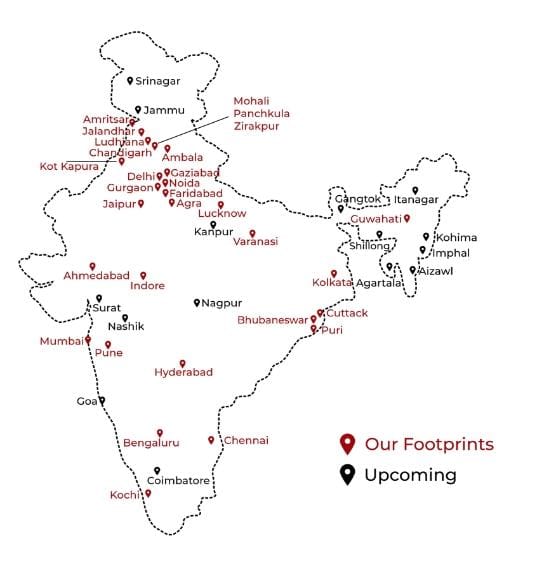 Srinagar
Jammu
Mohali
Panchkula
Zirakpur
Amritsar
Jalandhar
Ludhiana
Chandigarh
Ambala
Kot Kapura
Delhi
Gaziabad
Noida
Gurgaon
Faridabad
Jaipur
Agra
Lucknow
Kanpur
Varanasi
Gangtok
Itanagar
Guwahati
Shillong
Kohima
Imphal
Agartala
Aizawl
Kolkata
Ahmedabad
Indore
Surat
Nashik
Nagpur
Cuttack
Bhubaneswar
Puri
Mumbai
Pune
Hyderabad
Goa
Bengaluru
Chennai
Our Footprints
Upcoming
Coimbatore
Kochi